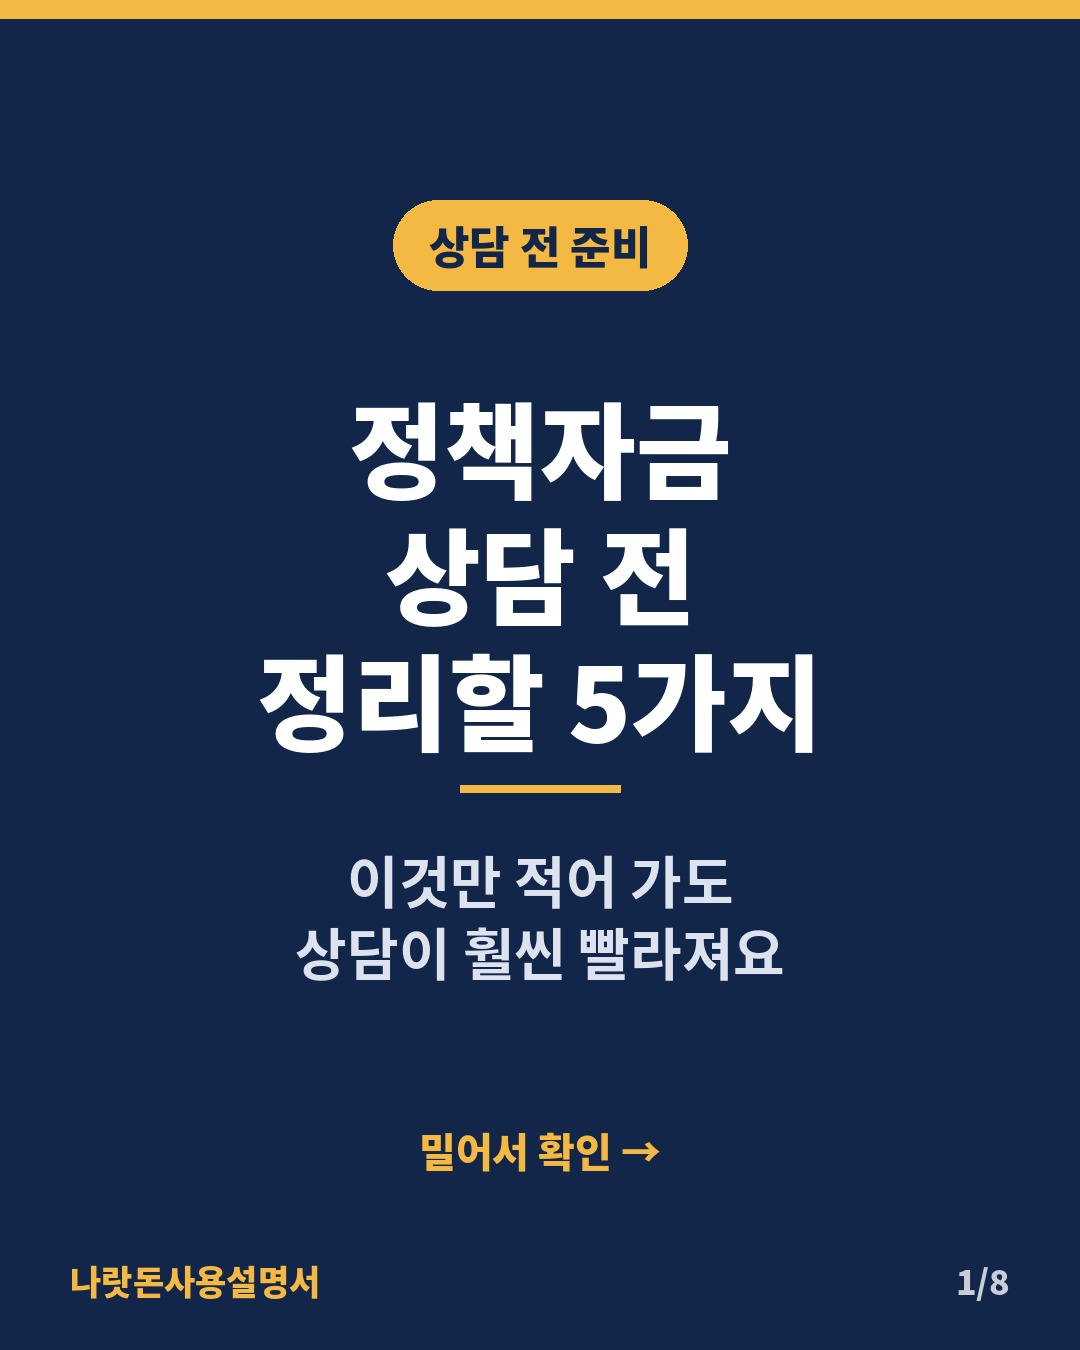 상담 전 준비
정책자금
상담 전
정리할 5가지
이것만 적어 가도
상담이 훨씬 빨라져요
밀어서 확인 →
나랏돈사용설명서
1/8